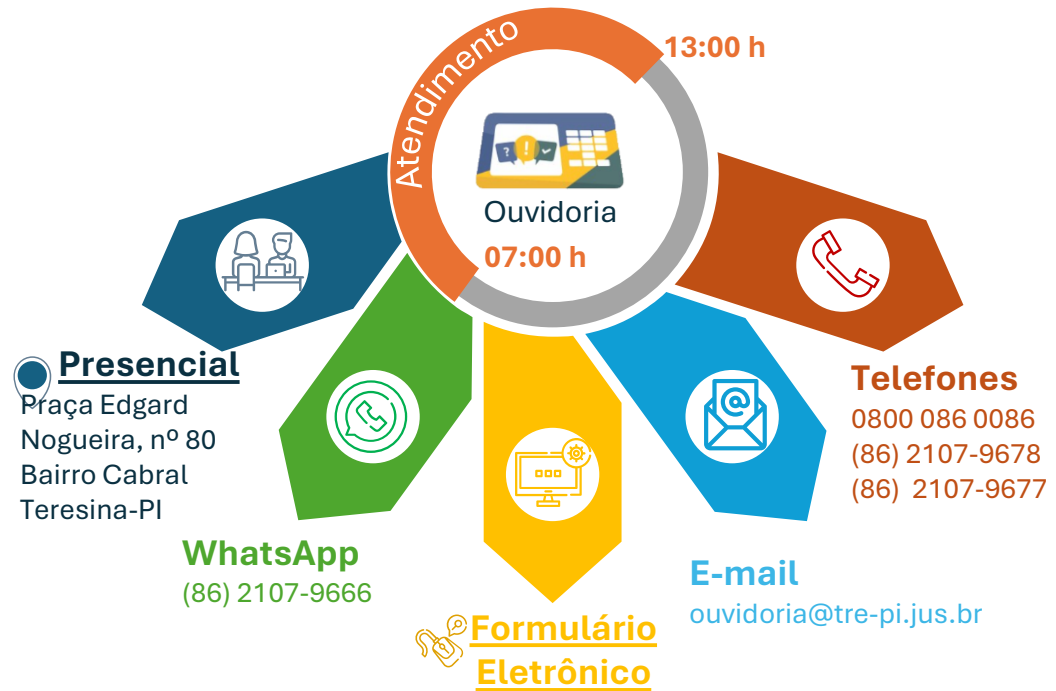 Atendimento
13:00 h
Ouvidoria
07:00 h
Presencial
Praça Edgard
Nogueira, nº 80
Bairro Cabral
Teresina-PI
WhatsApp
(86) 2107-9666
Formulário
Eletrônico
E-mail
ouvidoria@tre-pi.jus.br
Telefones
0800 086 0086
(86) 2107-9678
(86)  2107-9677